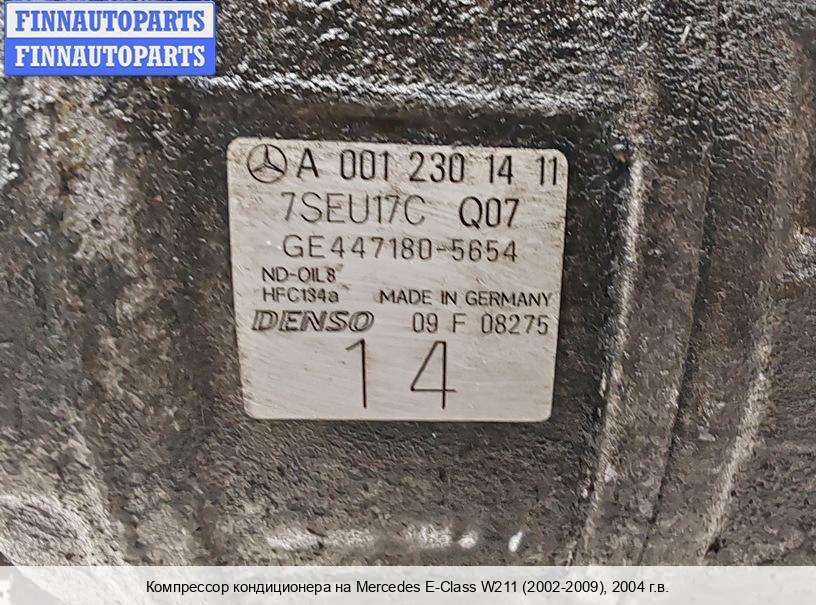 FINNAUTOPARTS
FINNAUTOPARTS
A 001 230 14 11
7SEU17C Q07
GE447180-5654
ND-OIL8
HFC134a MADE IN GERMANY
DENSO 09 F 08275
14
Компрессор кондиционера на Mercedes E-Class W211 (2002-2009), 2004 г.в.